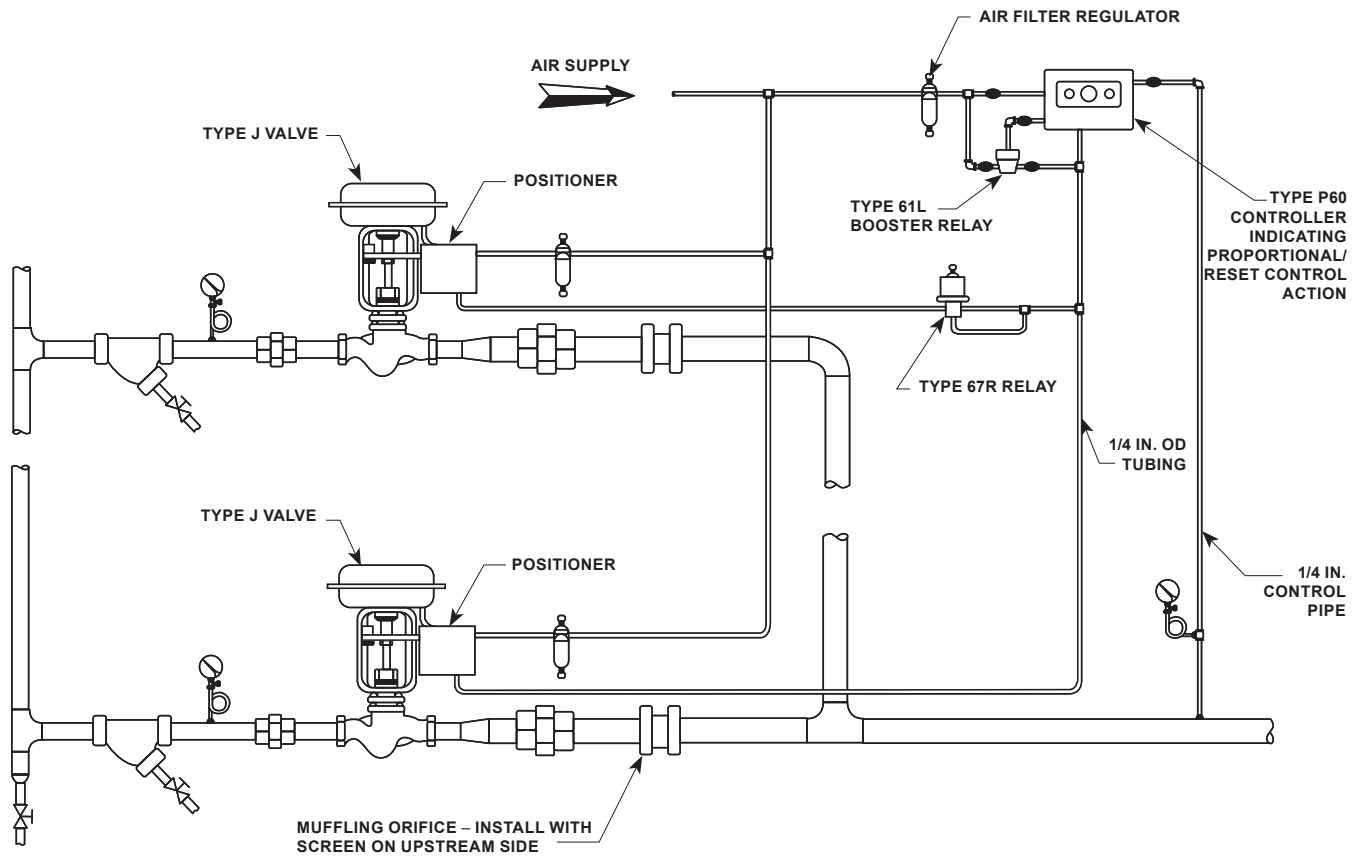 AIR FILTER REGULATOR
AIR SUPPLY
TYPE J VALVE
POSITIONER
TYPE 61L
BOOSTER RELAY
TYPE P60
CONTROLLER
INDICATING
PROPORTIONAL/
RESET CONTROL
ACTION
TYPE 67R RELAY
1/4 IN. OD
TUBING
TYPE J VALVE
POSITIONER
1/4 IN.
CONTROL
PIPE
MUFFLING ORIFICE – INSTALL WITH
SCREEN ON UPSTREAM SIDE